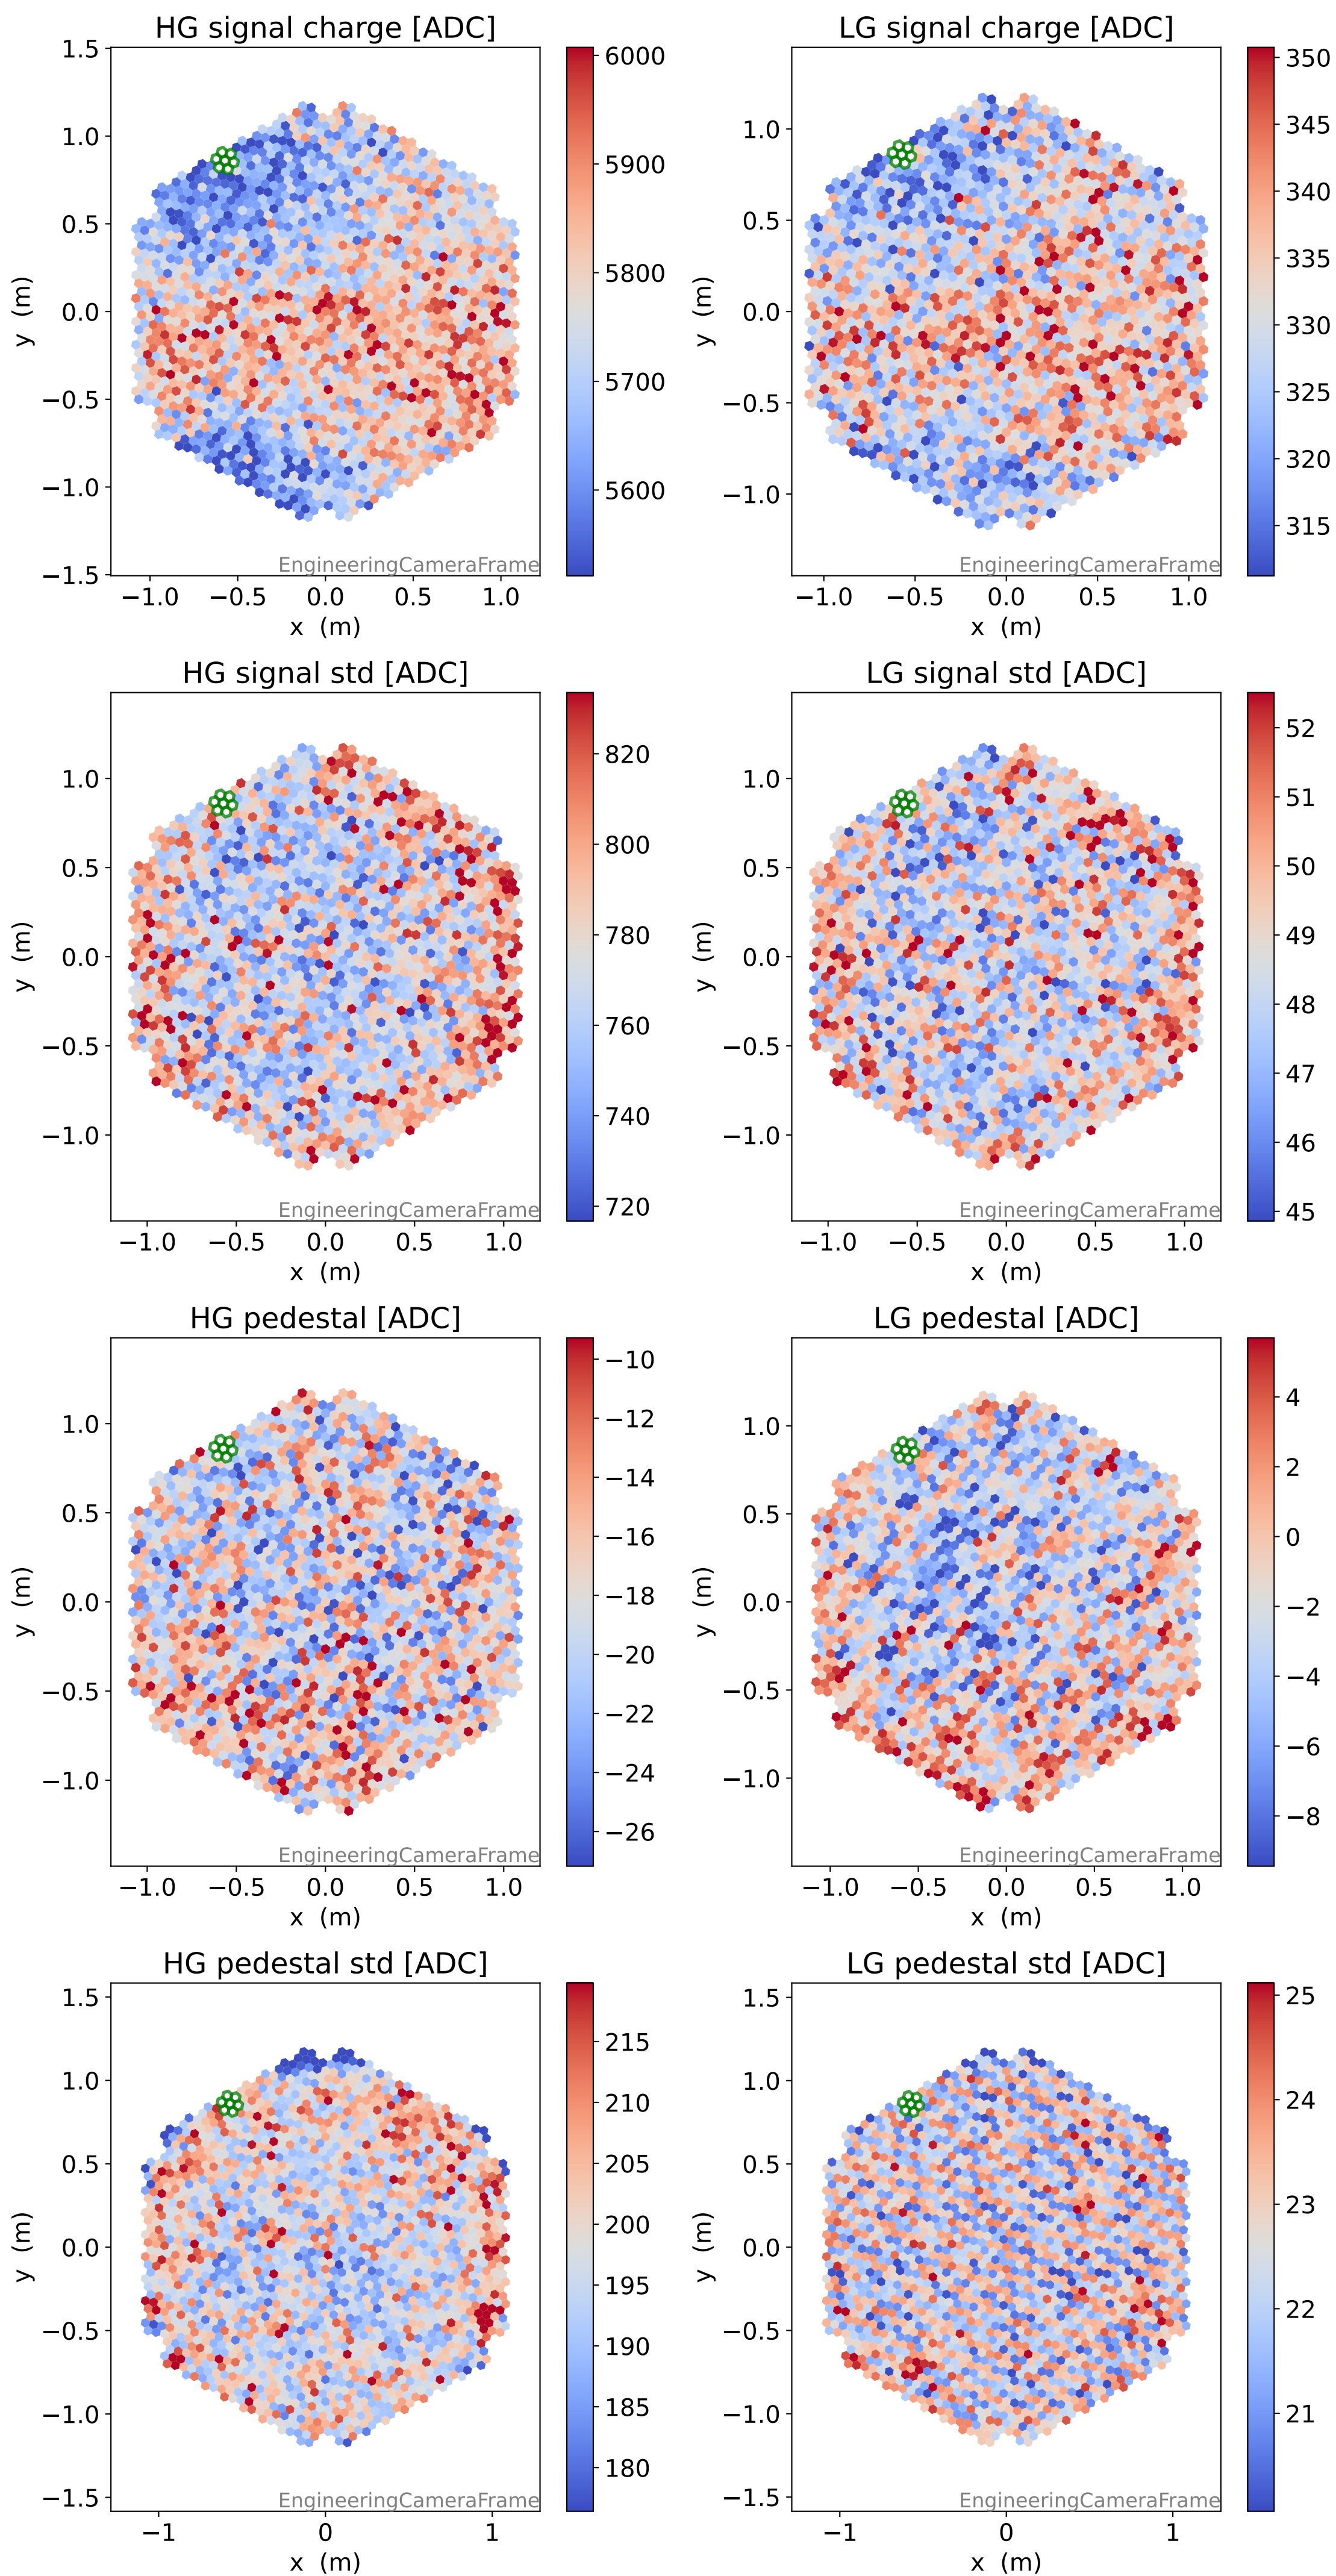 HG signal charge [ADC]
1.5
1.0
0.5
0.0
−0.5
−1.0
−1.5
y (m)
−1.0 −0.5 0.0 0.5 1.0
x (m)
EngineeringCameraFrame
6000
5900
5800
5700
5600
LG signal charge [ADC]
1.0
0.5
0.0
−0.5
−1.0
y (m)
−1.0 −0.5 0.0 0.5 1.0
x (m)
EngineeringCameraFrame
350
345
340
335
330
325
320
315
HG signal std [ADC]
1.0
0.5
0.0
−0.5
−1.0
y (m)
−1.0 −0.5 0.0 0.5 1.0
x (m)
EngineeringCameraFrame
820
800
780
760
740
720
LG signal std [ADC]
1.0
0.5
0.0
−0.5
−1.0
y (m)
−1.0 −0.5 0.0 0.5 1.0
x (m)
EngineeringCameraFrame
52
51
50
49
48
47
46
45
HG pedestal [ADC]
1.0
0.5
0.0
−0.5
−1.0
y (m)
−1.0 −0.5 0.0 0.5 1.0
x (m)
EngineeringCameraFrame
−10
−12
−14
−16
−18
−20
−22
−24
−26
LG pedestal [ADC]
1.0
0.5
0.0
−0.5
−1.0
y (m)
−1.0 −0.5 0.0 0.5 1.0
x (m)
EngineeringCameraFrame
4
2
0
−2
−4
−6
−8
HG pedestal std [ADC]
1.5
1.0
0.5
0.0
−0.5
−1.0
−1.5
y (m)
−1 0 1
x (m)
EngineeringCameraFrame
215
210
205
200
195
190
185
180
LG pedestal std [ADC]
1.5
1.0
0.5
0.0
−0.5
−1.0
−1.5
y (m)
−1 0 1
x (m)
EngineeringCameraFrame
25
24
23
22
21